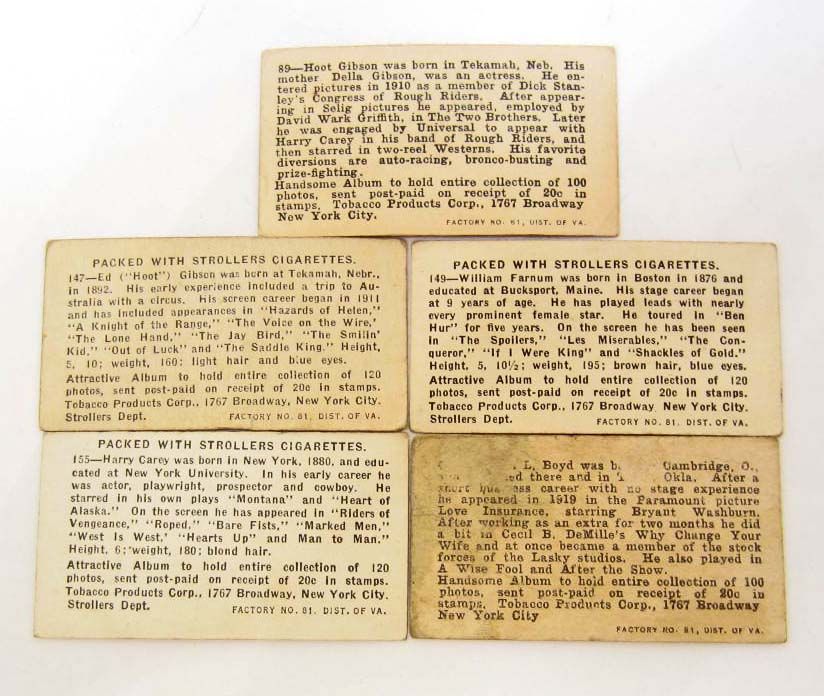 89—Hoot Gibson was born in Tekamah, Neb. His
mother Della Gibson, was an actress. He en-
tered pictures in 1910 as a member of Dick Stan-
ley's Congress of Rough Riders. After appear-
ing in Selig pictures he appeared, employed by
David Wark Griffith, in The Two Brothers. Later
he was engaged by Universal to appear with
Harry Carey in his band of Rough Riders, and
then starred in two-reel Westerns. His favorite
diversions are auto-racing, bronco-busting and
prize-fighting.
Handsome Album to hold entire collection of 100
photos, sent post-paid on receipt of 20c in
stamps. Tobacco Products Corp., 1767 Broadway
New York City.
FACTORY NO. 81, DIST. OF VA.
PACKED WITH STROLLERS CIGARETTES.
147—Ed ("Hoot") Gibson was born at Tekamah, Nebr.,
in 1892. His early experience included a trip to Au-
stralia with a circus. His screen career began in 1911
and has included appearances in "Hazards of Helen,"
"A Knight of the Range," "The Voice on the Wire,'
"The Lone Hand," "The Jay Bird," "The Smilin'
Kid," "Out of Luck" and "The Saddle King." Height,
5, 10; weight, 160; light hair and blue eyes.
Attractive Album to hold entire collection of 120
photos, sent post-paid on receipt of 20c in stamps.
Tobacco Products Corp., 1767 Broadway, New York City.
Strollers Dept.
FACTORY NO. 81, DIST. OF VA.
PACKED WITH STROLLERS CIGARETTES.
149—William Farnum was born in Boston in 1876 and
educated at Bucksport, Maine. His stage career began
at 9 years of age. He has played leads with nearly
every prominent female star. He toured in "Ben
Hur" for five years. On the screen he has been seen
in "The Spoilers," "Les Miserables," "The Con-
queror," "If I Were King" and "Shackles of Gold."
Height, 5, 10½; weight, 195; brown hair, blue eyes.
Attractive Album to hold entire collection of 120
photos, sent post-paid on receipt of 20c in stamps.
Tobacco Products Corp., 1767 Broadway, New York City.
Strollers Dept.
FACTORY NO. 81. DIST. OF VA.
PACKED WITH STROLLERS CIGARETTES.
155—Harry Carey was born in New York, 1880, and edu-
cated at New York University. In his early career he
was actor, playwright, prospector and cowboy. He
starred in his own plays "Montana" and "Heart of
Alaska." On the screen he has appeared in "Riders of
Vengeance," "Roped," "Bare Fists," "Marked Men,"
"West Is West,' 'Hearts Up" and Man to Man."
Height, 6; weight, 180; blond hair.
Attractive Album to hold entire collection of 120
photos, sent post-paid on receipt of 20c in stamps.
Tobacco Products Corp., 1767 Broadway, New York City.
Strollers Dept.
FACTORY NO. 81. DIST. OF VA.
L. Boyd was Cambridge, O.,
there and in Okla. After a
short career with no stage experience
he appeared in 1919 in the Paramount picture
Love Insurance, starring Bryant Washburn.
After working as an extra for two months he did
a bit in Cecil B. DeMille's Why Change Your
Wife and at once became a member of the stock
forces of the Lasky studios. He also played in
A Wise Fool and After the Show.
Handsome Album to hold entire collection of 100
photos, sent post-paid on receipt of 20c in
stamps. Tobacco Products Corp., 1767 Broadway
New York City
FACTORY NO. 81, DIST. OF VA.